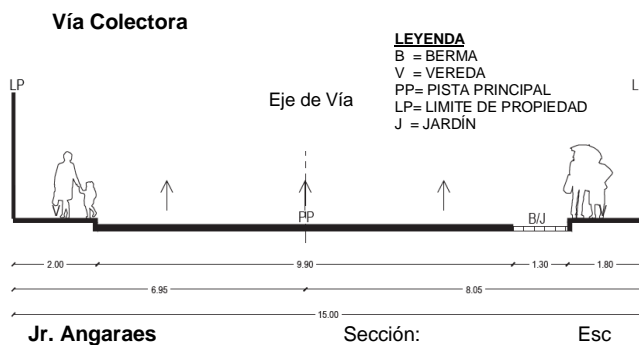 Vía Colectora
LEYENDA
B = BERMA
V = VEREDA
PP= PISTA PRINCIPAL
LP= LIMITE DE PROPIEDAD
J = JARDÍN
LP
Eje de Vía
L
PP
B/J
2.00 9.90 1.30 1.80
6.95 8.05
15.00
Jr. Angaraes Sección: Esc